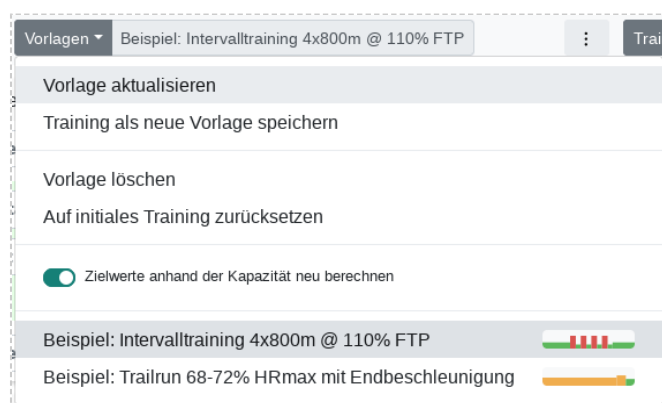 Vorlagen Beispiel: Intervalltraining 4x800m @ 110% FTP
Vorlage aktualisieren
Training als neue Vorlage speichern
Vorlage löschen
Auf initiales Training zurücksetzen
Zielwerte anhand der Kapazität neu berechnen
Beispiel: Intervalltraining 4x800m @ 110% FTP
Beispiel: Trailrun 68-72% HRmax mit Endbeschleunigung